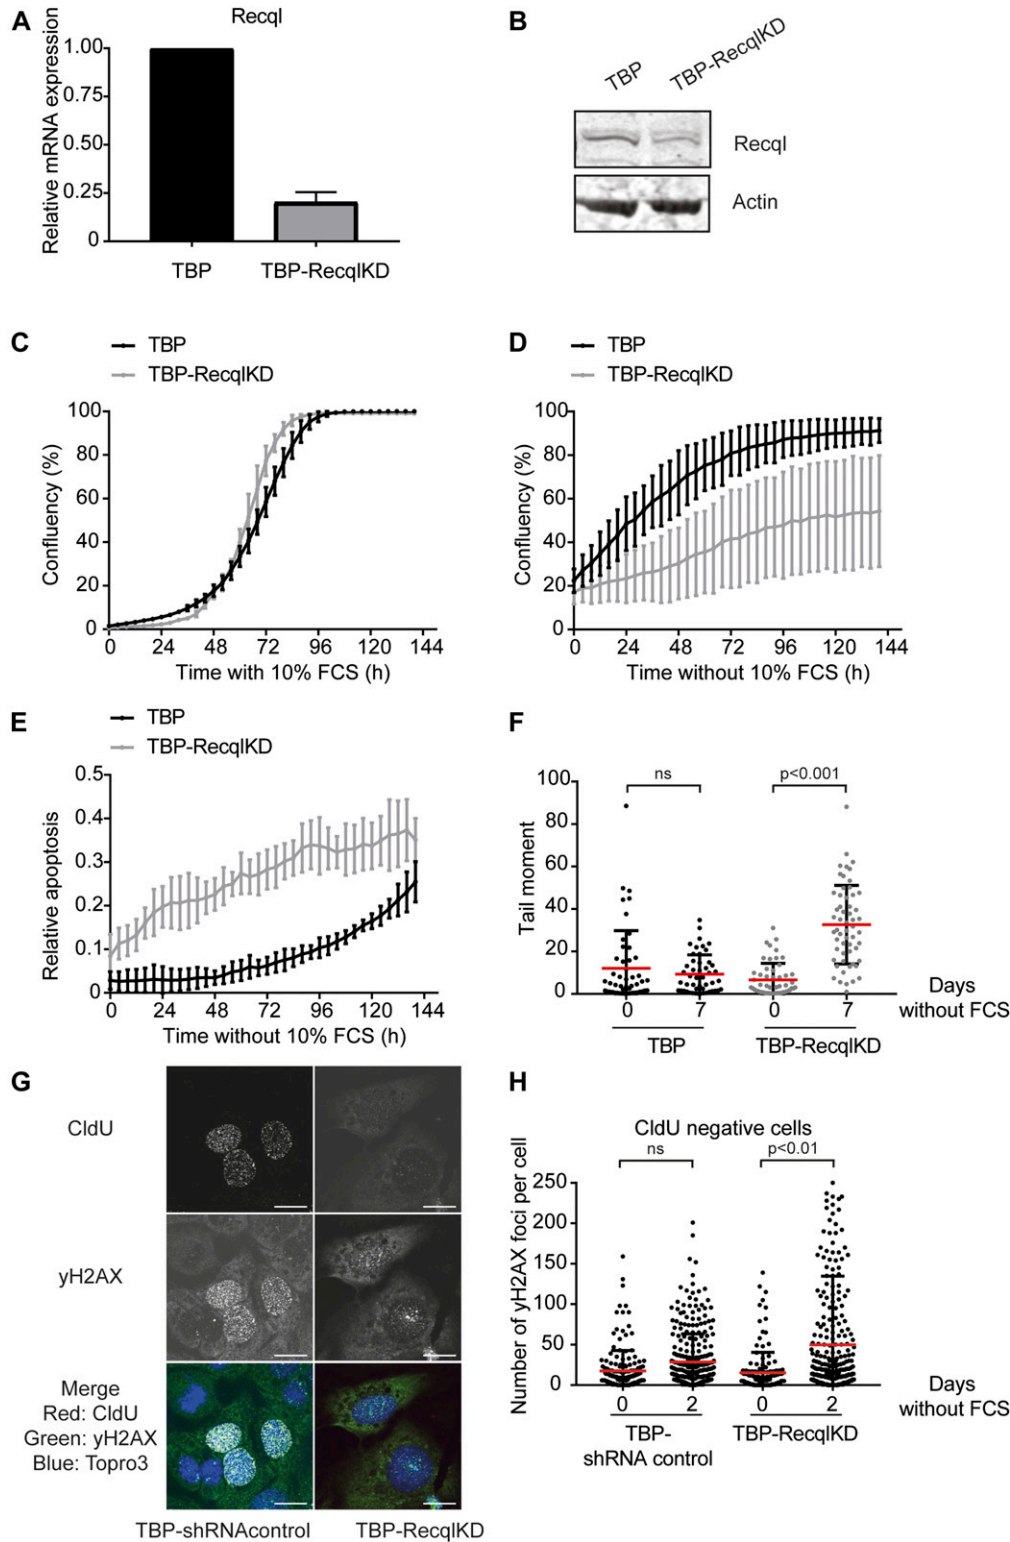 A
Recql
Relative mRNA expression
1.00
0.75
0.50
0.25
0
TBP
TBP-RecqlKD
B
TBP
TBP-RecqlKD
Recql
Actin
C
TBP
TBP-RecqlKD
Confluency (%)
100
80
60
40
20
0
0 24 48 72 96 120 144
Time with 10% FCS (h)
D
TBP
TBP-RecqlKD
Confluency (%)
100
80
60
40
20
0
0 24 48 72 96 120 144
Time without 10% FCS (h)
E
TBP
TBP-RecqlKD
Relative apoptosis
0.5
0.4
0.3
0.2
0.1
0
0 24 48 72 96 120 144
Time without 10% FCS (h)
F
ns
p<0.001
Tail moment
100
80
60
40
20
0
0 7 0 7
Days
without FCS
TBP
TBP-RecqlKD
G
CldU
yH2AX
Merge
Red: CldU
Green: yH2AX
Blue: Topro3
TBP-shRNAcontrol
TBP-RecqlKD
H
CldU negative cells
ns
p<0.01
Number of yH2AX foci per cell
250
200
150
100
50
0
0 2 0 2
Days
without FCS
TBP-
shRNA control
TBP-RecqlKD